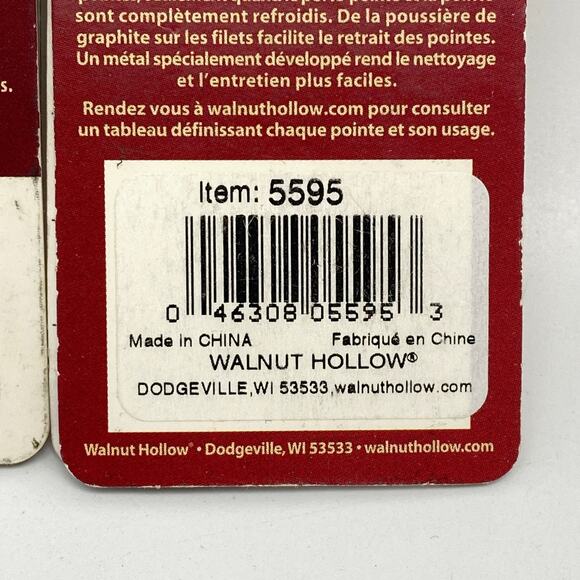 sont complètement refroidis. De la poussière de
graphite sur les filets facilite le retrait des pointes.
Un métal spécialement développé rend le nettoyage
et l'entretien plus faciles.
s.
Rendez vous à walnuthollow.com pour consulter
un tableau définissant chaque pointe et son usage.
Item: 5595
0 46308 05595 3
Made in CHINA Fabriqué en Chine
WALNUT HOLLOW®
DODGEVILLE,WI 53533,walnuthollow.com
Walnut Hollow® • Dodgeville, WI 53533 • walnuthollow.com